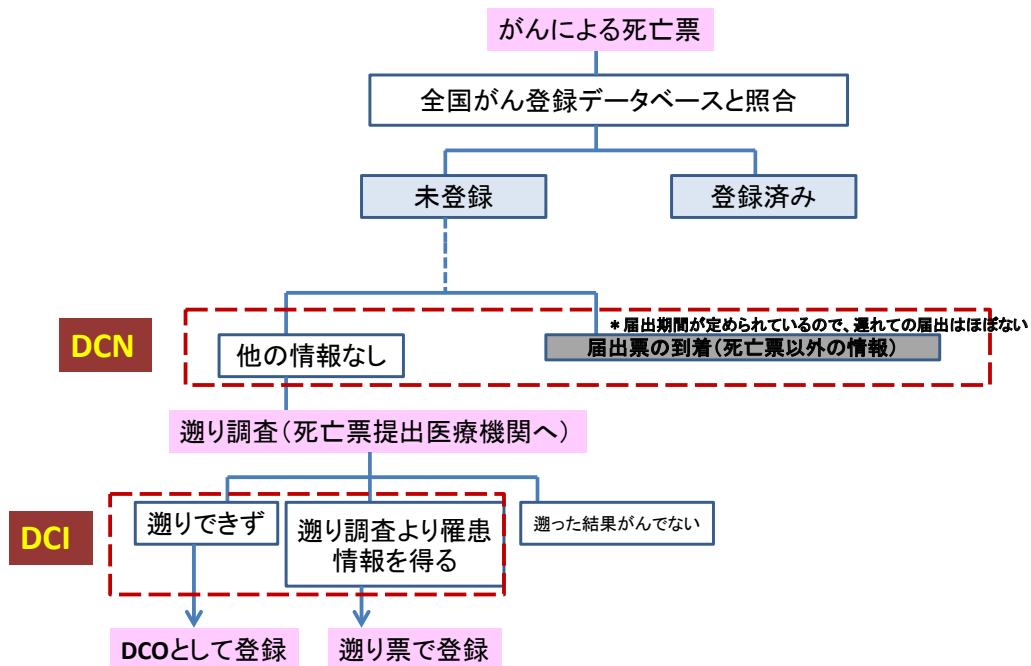 がんによる死亡票
全国がん登録データベースと照合
未登録
登録済み
DCN
*届出期間が定められているので、遅れての届出はほぼない
他の情報なし
届出票の到着(死亡票以外の情報)
遡り調査(死亡票提出医療機関へ)
DCI
遡りできず
遡り調査より罹患
情報を得る
遡った結果がんでない
DCOとして登録
遡り票で登録